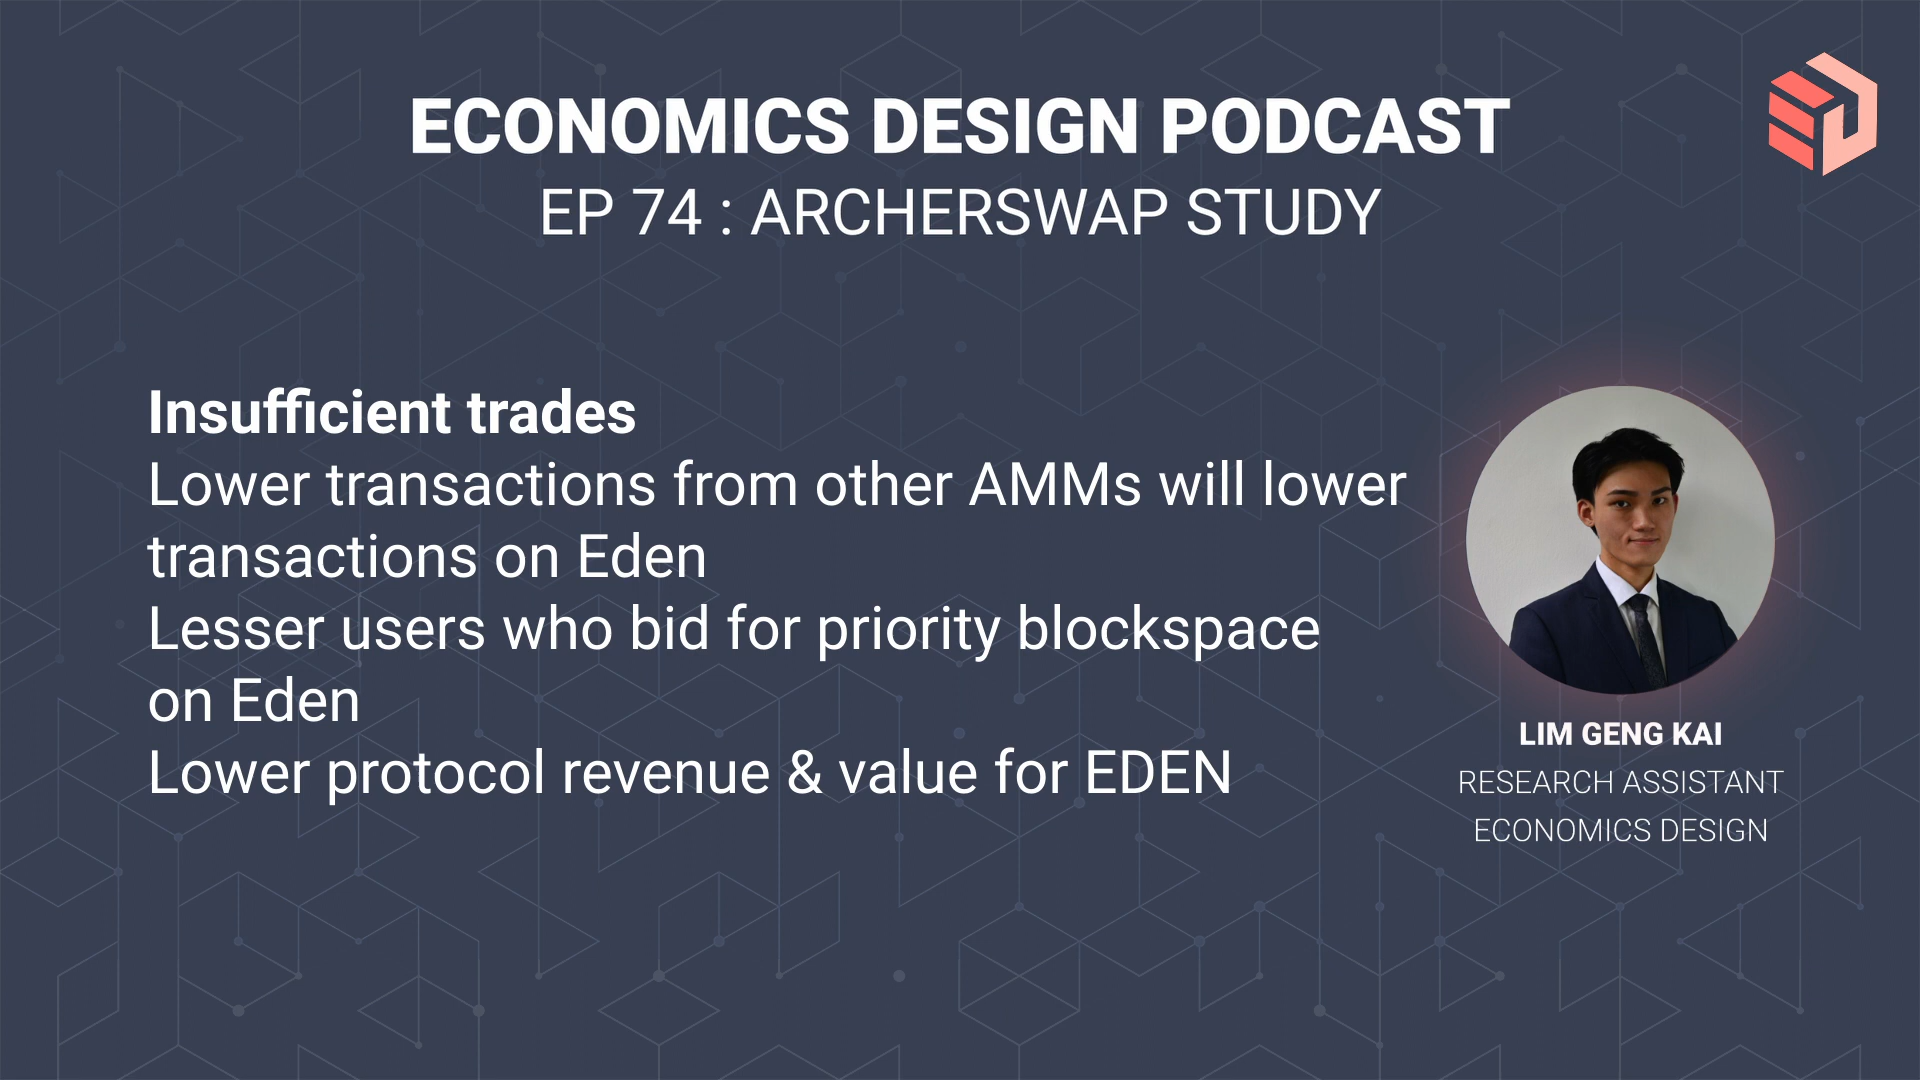 ECONOMICS DESIGN PODCAST
EP 74 : ARCHERSWAP STUDY
Insufficient trades
Lower transactions from other AMMs will lower
transactions on Eden
Lesser users who bid for priority blockspace
on Eden
Lower protocol revenue & value for EDEN
LIM GENG KAI
RESEARCH ASSISTANT
ECONOMICS DESIGN